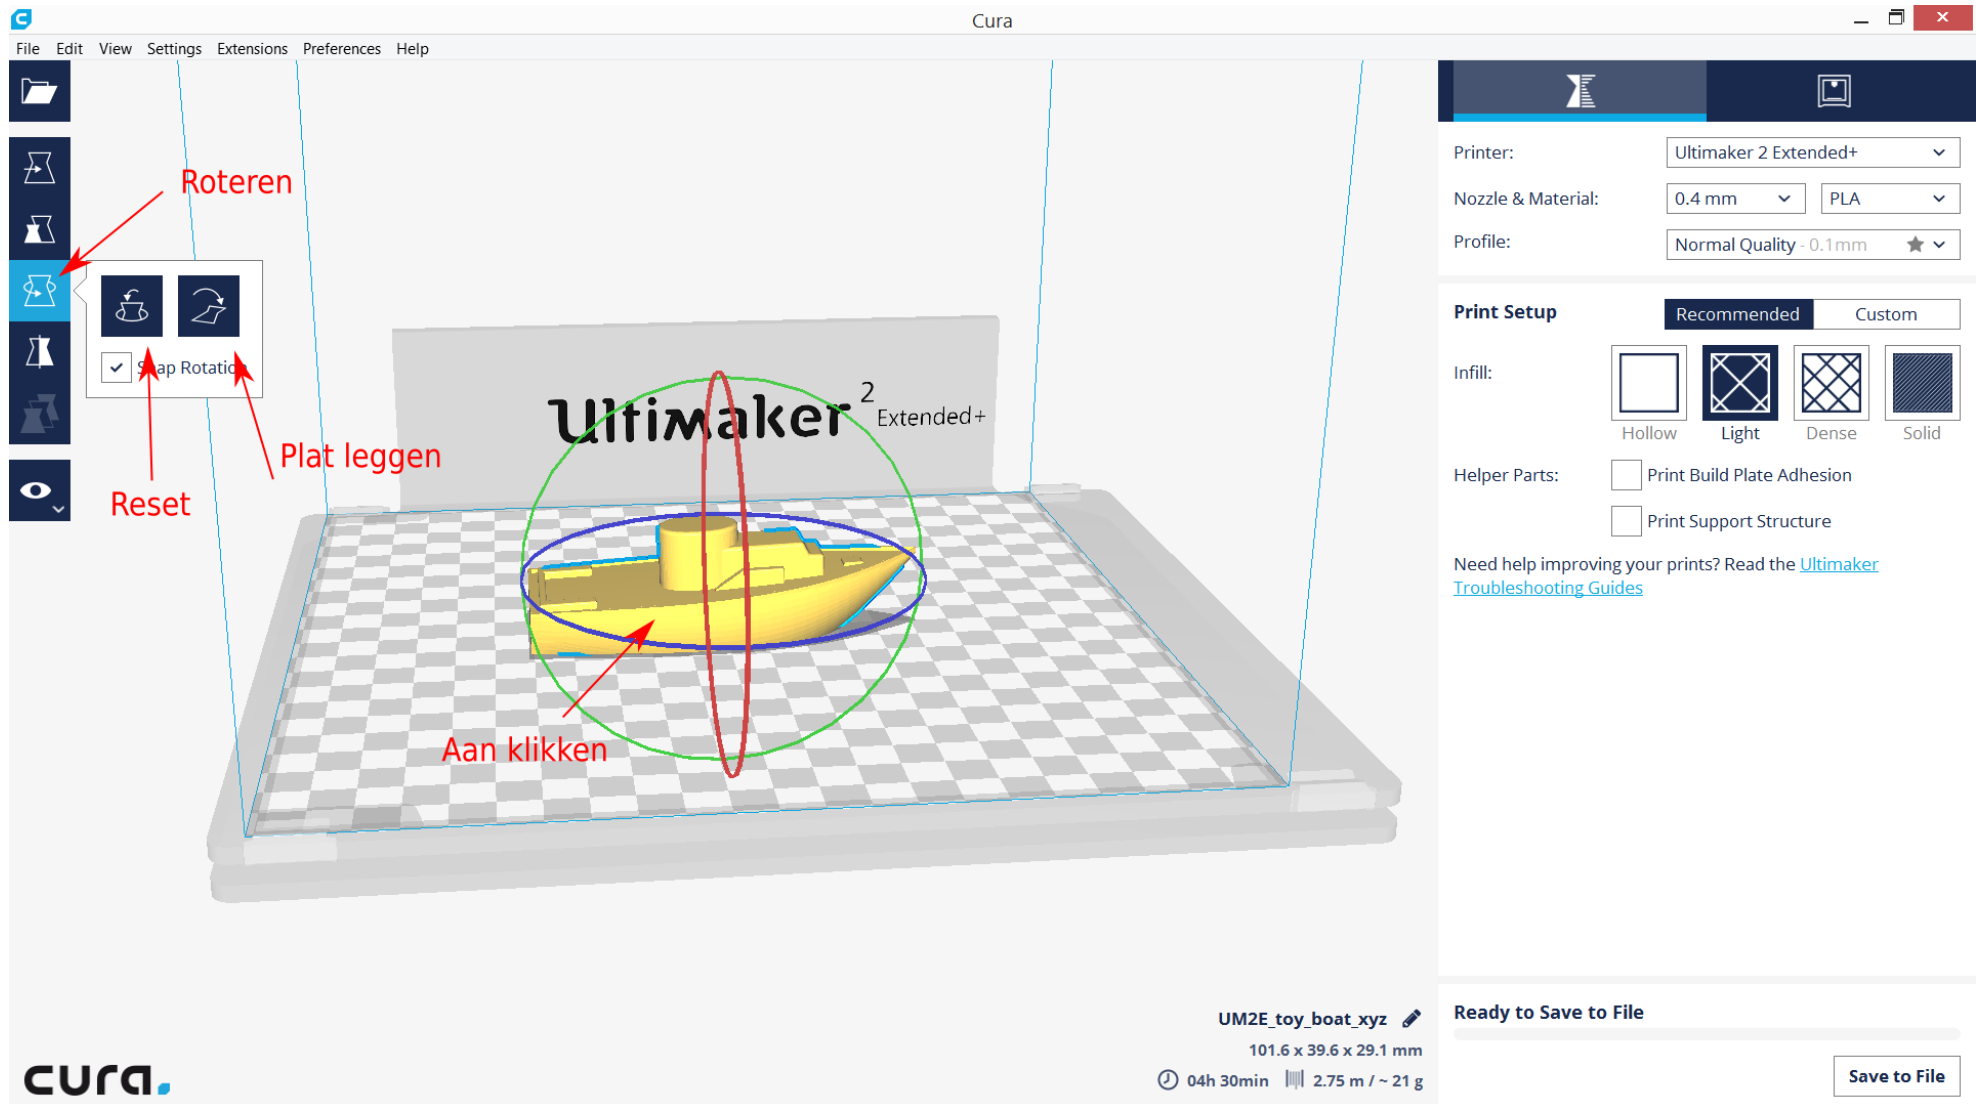 Cura
File Edit View Settings Extensions Preferences Help
Roteren
Snap Rotation
Plat leggen
Reset
Ultimaker 2
Extended+
Aan klikken
Printer: Ultimaker 2 Extended+
Nozzle & Material: 0.4 mm PLA
Profile: Normal Quality - 0.1mm
Print Setup Recommended Custom
Infill:
Hollow Light Dense Solid
Helper Parts: Print Build Plate Adhesion
Print Support Structure
Need help improving your prints? Read the Ultimaker
Troubleshooting Guides
UM2E_toy_boat_xyz
101.6 x 39.6 x 29.1 mm
04h 30min 2.75 m / ~ 21 g
Ready to Save to File
Save to File
cura.